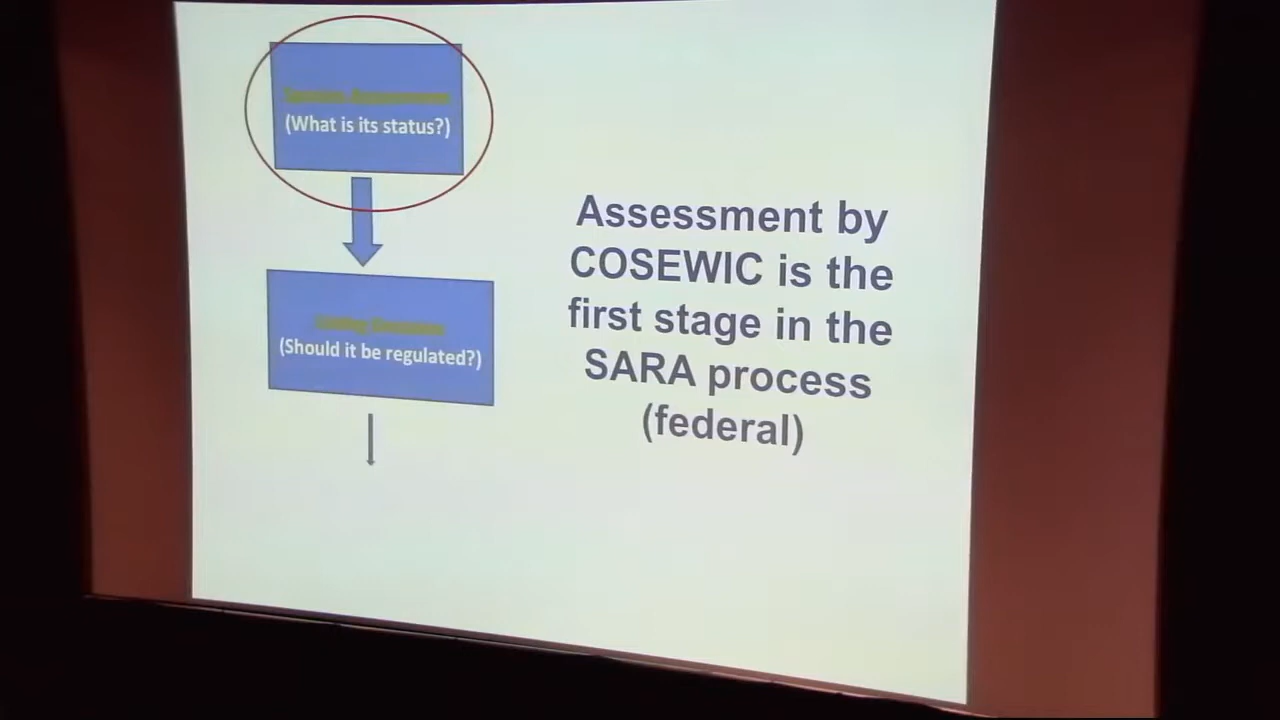 (What is its status?)
(Should it be regulated?)
Assessment by
COSEWIC is the
first stage in the
SARA process
(federal)